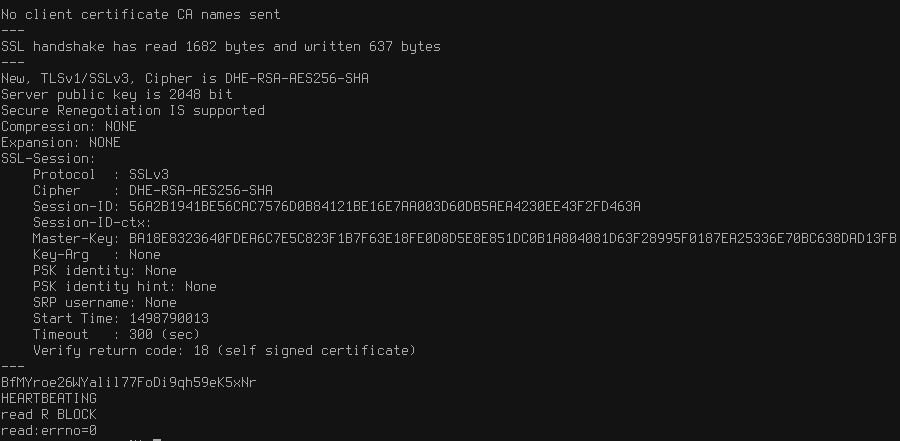 No client certificate CA names sent
---
SSL handshake has read 1682 bytes and written 637 bytes
---
New, TLSv1/SSLv3, Cipher is DHE-RSA-AES256-SHA
Server public key is 2048 bit
Secure Renegotiation IS supported
Compression: NONE
Expansion: NONE
SSL-Session:
    Protocol  : SSLv3
    Cipher    : DHE-RSA-AES256-SHA
    Session-ID: 56A2B1941BE56CAC7576D0B84121BE16E7AA003D60DB5AEA4230EE43F2FD463A
    Session-ID-ctx:
    Master-Key: BA18E8323640FDEA6C7E5C823F1B7F63E18FE0D8D5E8E851DC0B1A804081D63F28995F0187EA25336E70BC638DAD13FB
    Key-Arg   : None
    PSK identity: None
    PSK identity hint: None
    SRP username: None
    Start Time: 1498790013
    Timeout   : 300 (sec)
    Verify return code: 18 (self signed certificate)
---
BfMYroe26WYalil77FoDi9qh59eK5xNr
HEARTBEATING
read R BLOCK
read:errno=0